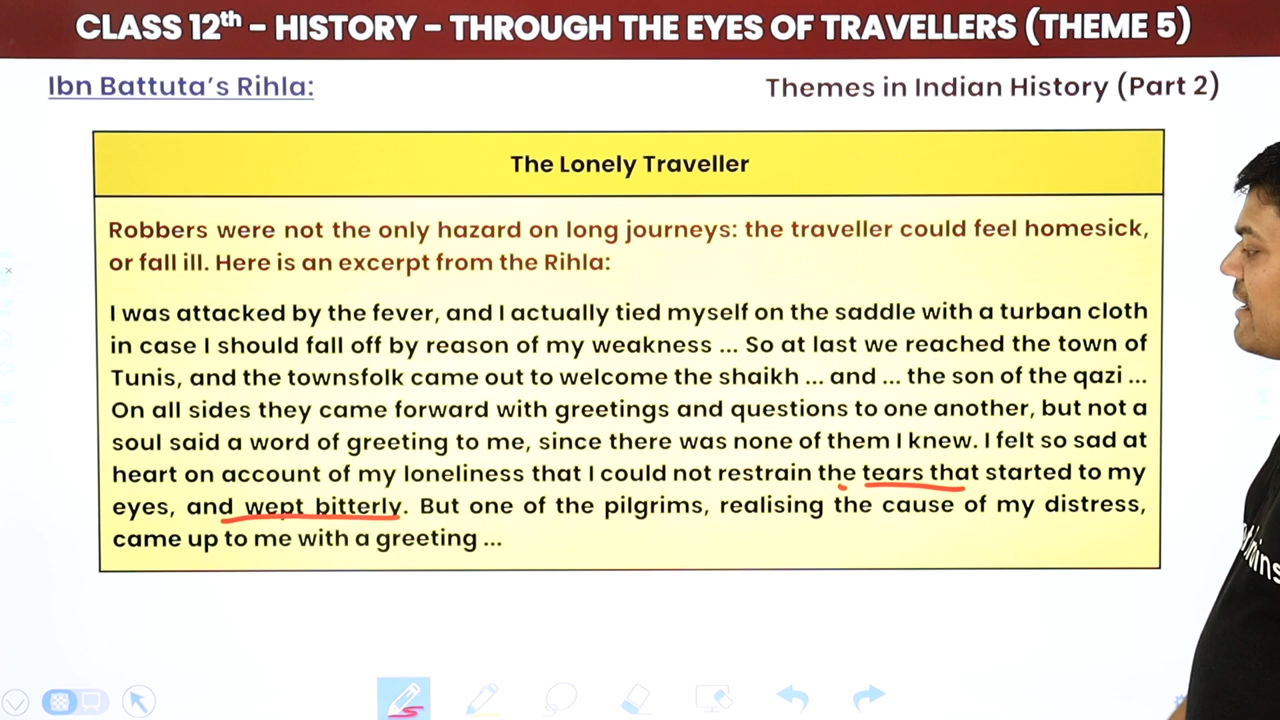 CLASS 12th – HISTORY – THROUGH THE EYES OF TRAVELLERS (THEME 5)
Ibn Battuta's Rihla:
Themes in Indian History (Part 2)
The Lonely Traveller
Robbers were not the only hazard on long journeys: the traveller could feel homesick,
or fall ill. Here is an excerpt from the Rihla:
I was attacked by the fever, and I actually tied myself on the saddle with a turban cloth
in case I should fall off by reason of my weakness ... So at last we reached the town of
Tunis, and the townsfolk came out to welcome the shaikh ... and ... the son of the qazi ...
On all sides they came forward with greetings and questions to one another, but not a
soul said a word of greeting to me, since there was none of them I knew. I felt so sad at
heart on account of my loneliness that I could not restrain the tears that started to my
eyes, and wept bitterly. But one of the pilgrims, realising the cause of my distress,
came up to me with a greeting ...